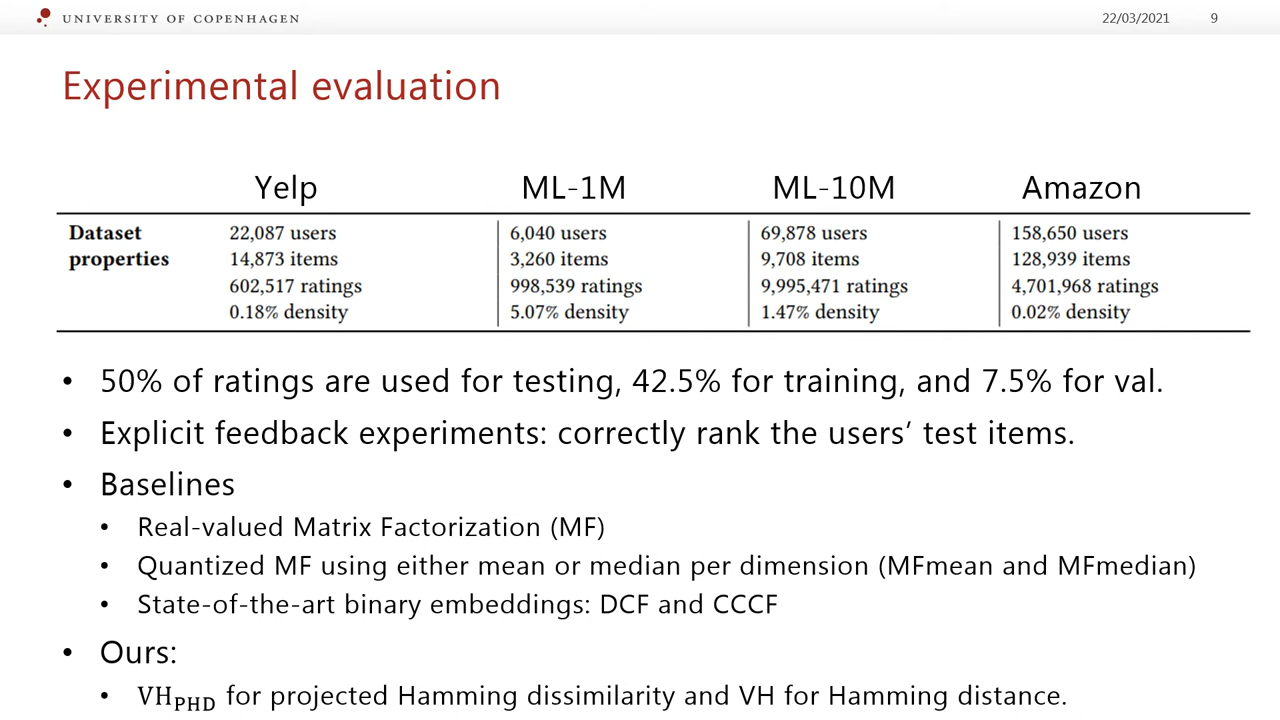 UNIVERSITY OF COPENHAGEN 22/03/2021 9
Experimental evaluation
Yelp ML-1M ML-10M Amazon
Dataset properties
22,087 users
14,873 items
602,517 ratings
0.18% density
6,040 users
3,260 items
998,539 ratings
5.07% density
69,878 users
9,708 items
9,995,471 ratings
1.47% density
158,650 users
128,939 items
4,701,968 ratings
0.02% density
• 50% of ratings are used for testing, 42.5% for training, and 7.5% for val.
• Explicit feedback experiments: correctly rank the users’ test items.
• Baselines
• Real-valued Matrix Factorization (MF)
• Quantized MF using either mean or median per dimension (MFmean and MFmedian)
• State-of-the-art binary embeddings: DCF and CCCF
• Ours:
• VH_PHD for projected Hamming dissimilarity and VH for Hamming distance.